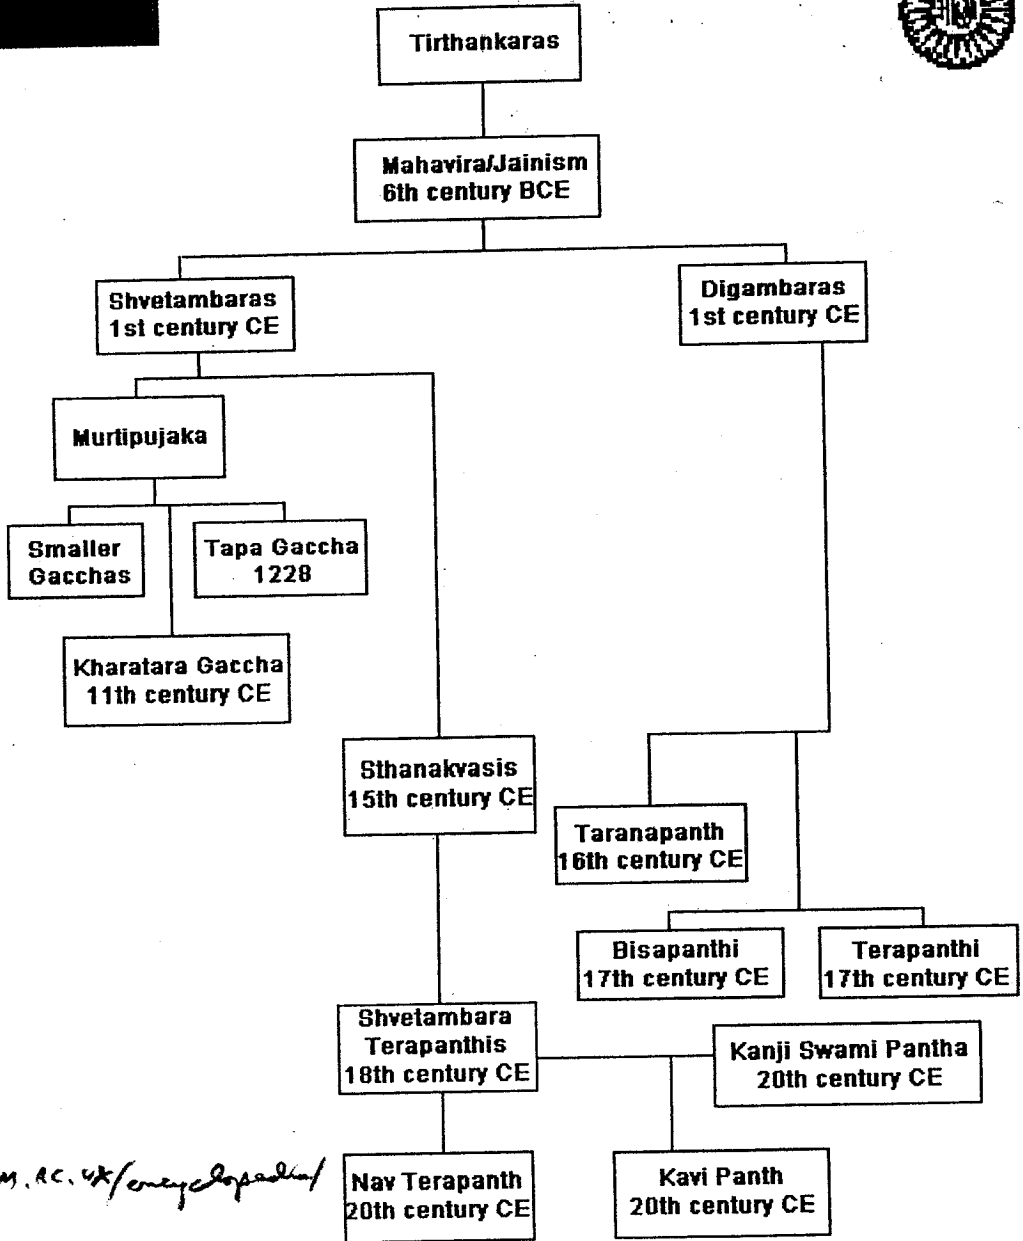 Tirthankaras
Mahavira/Jainism
6th century BCE
Shvetambaras
1st century CE
Digambaras
1st century CE
Murtipujaka
Smaller
Gacchas
Tapa Gaccha
1228
Kharatara Gaccha
11th century CE
Sthanakvasis
15th century CE
Taranapanth
16th century CE
Bisapanthi
17th century CE
Terapanthi
17th century CE
Shvetambara
Terapanthis
18th century CE
Kanji Swami Pantha
20th century CE
Nav Terapanth
20th century CE
Kavi Panth
20th century CE